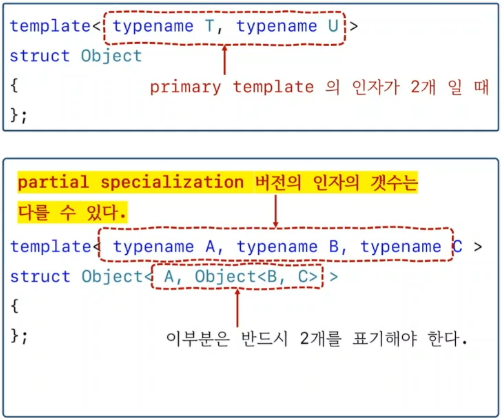 template< typename T, typename U >
struct Object
{
primary template 의 인자가 2개 일 때
};
partial specialization 버전의 인자의 갯수는
다를 수 있다.
template< typename A, typename B, typename C >
struct Object< A, Object<B, C> >
{
};
이부분은 반드시 2개를 표기해야 한다.